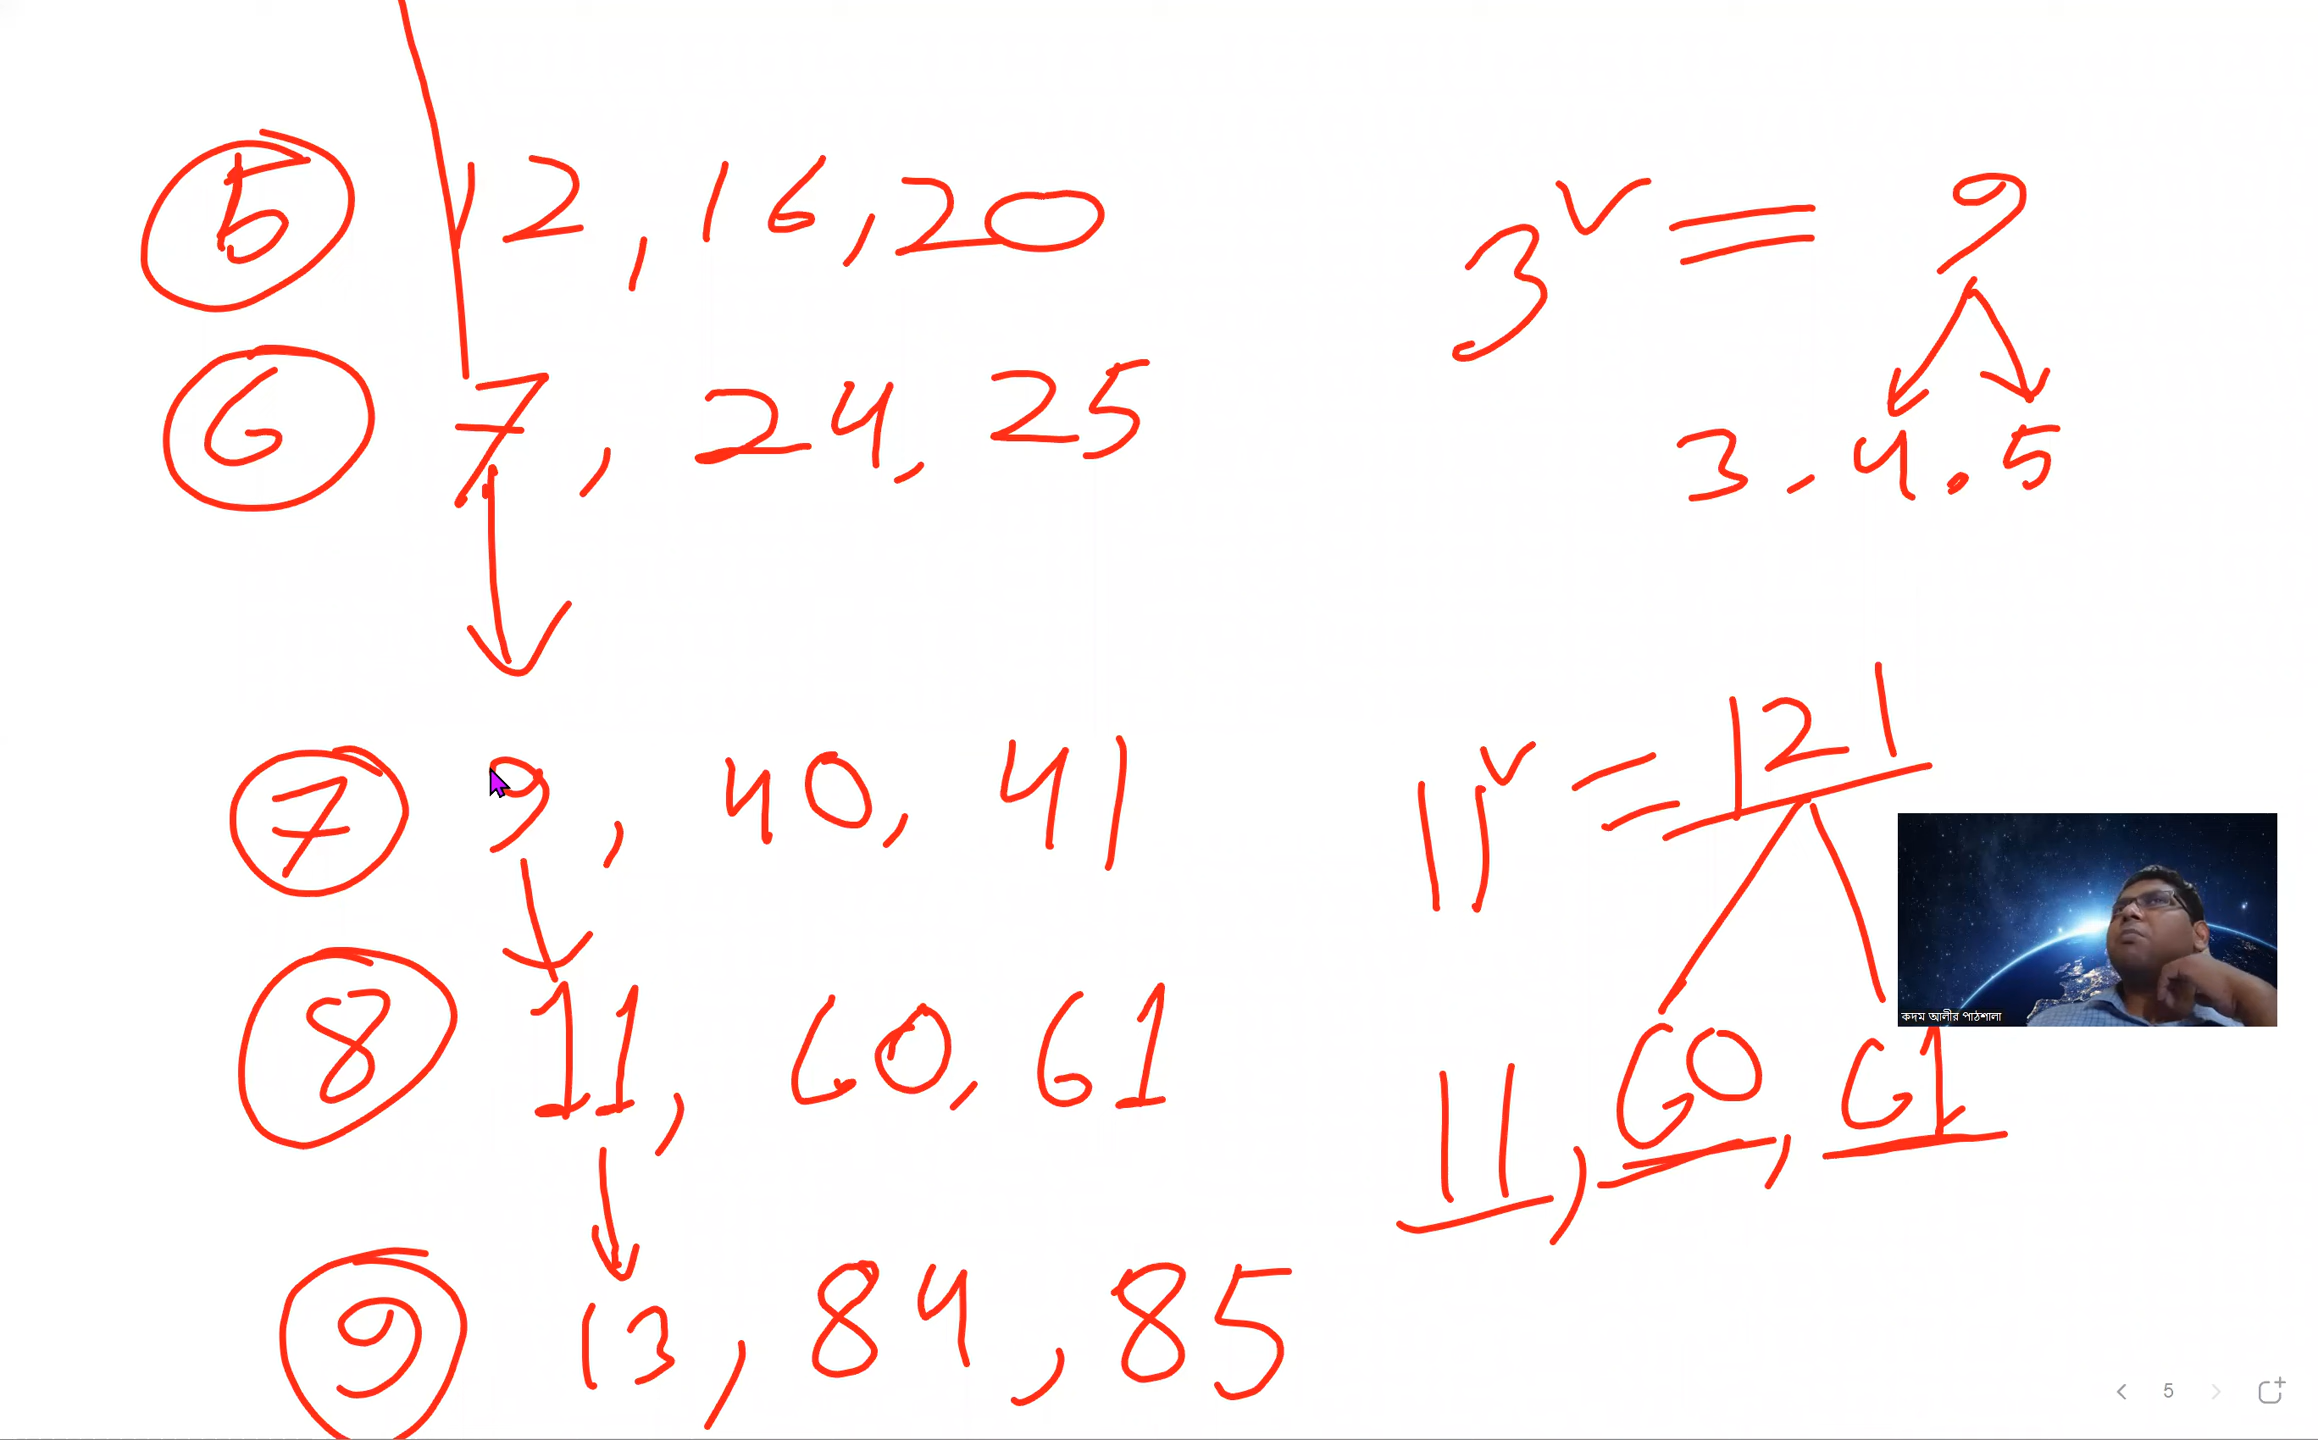 5 12, 16, 20
6 7, 24, 25
7 9, 40, 41
8 11, 60, 61
9 13, 84, 85
3² = 9
3, 4, 5
11² = 121
11, 60, 61
কদম আলীর পাঠশালা
5